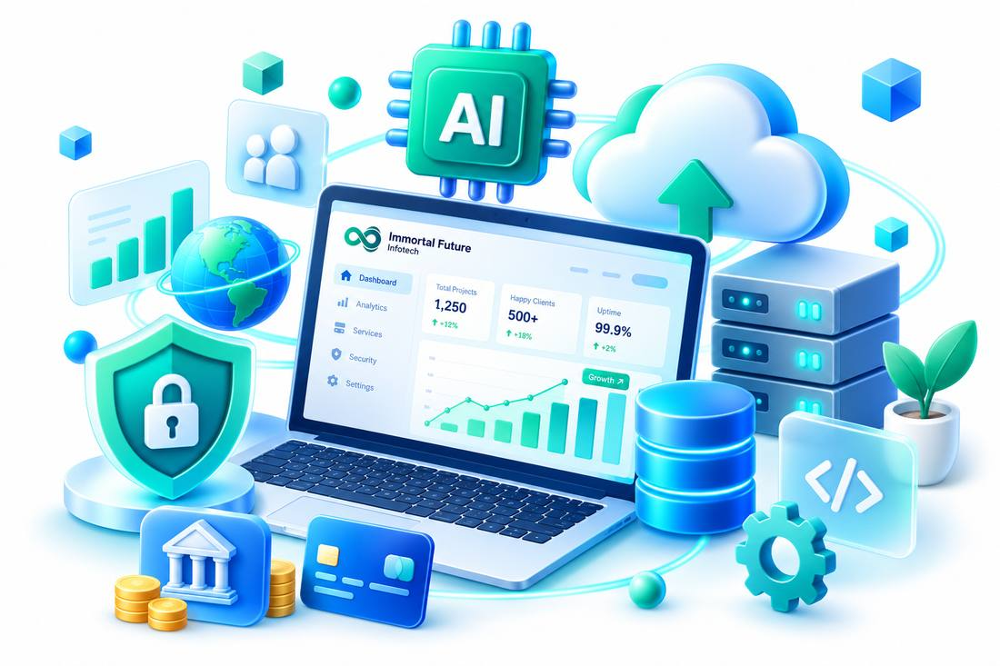 AI
Immortal Future
Infotech
Dashboard
Analytics
Services
Security
Settings
Total Projects
1,250
+12%
Happy Clients
500+
+18%
Uptime
99.9%
+2%
Growth
</>